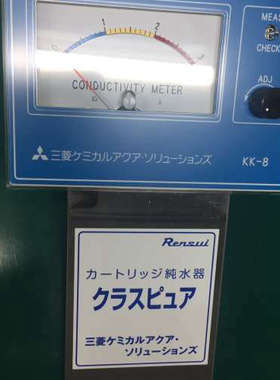 MEA
1 2
0 3
CHECK
CONDUCTIVITY METER
ADJ
三菱ケミカルアクア・ソリューションズ KK-8
Rensui
カートリッジ純水器
クラスピュア
三菱ケミカルアクア・
ソリューションズ